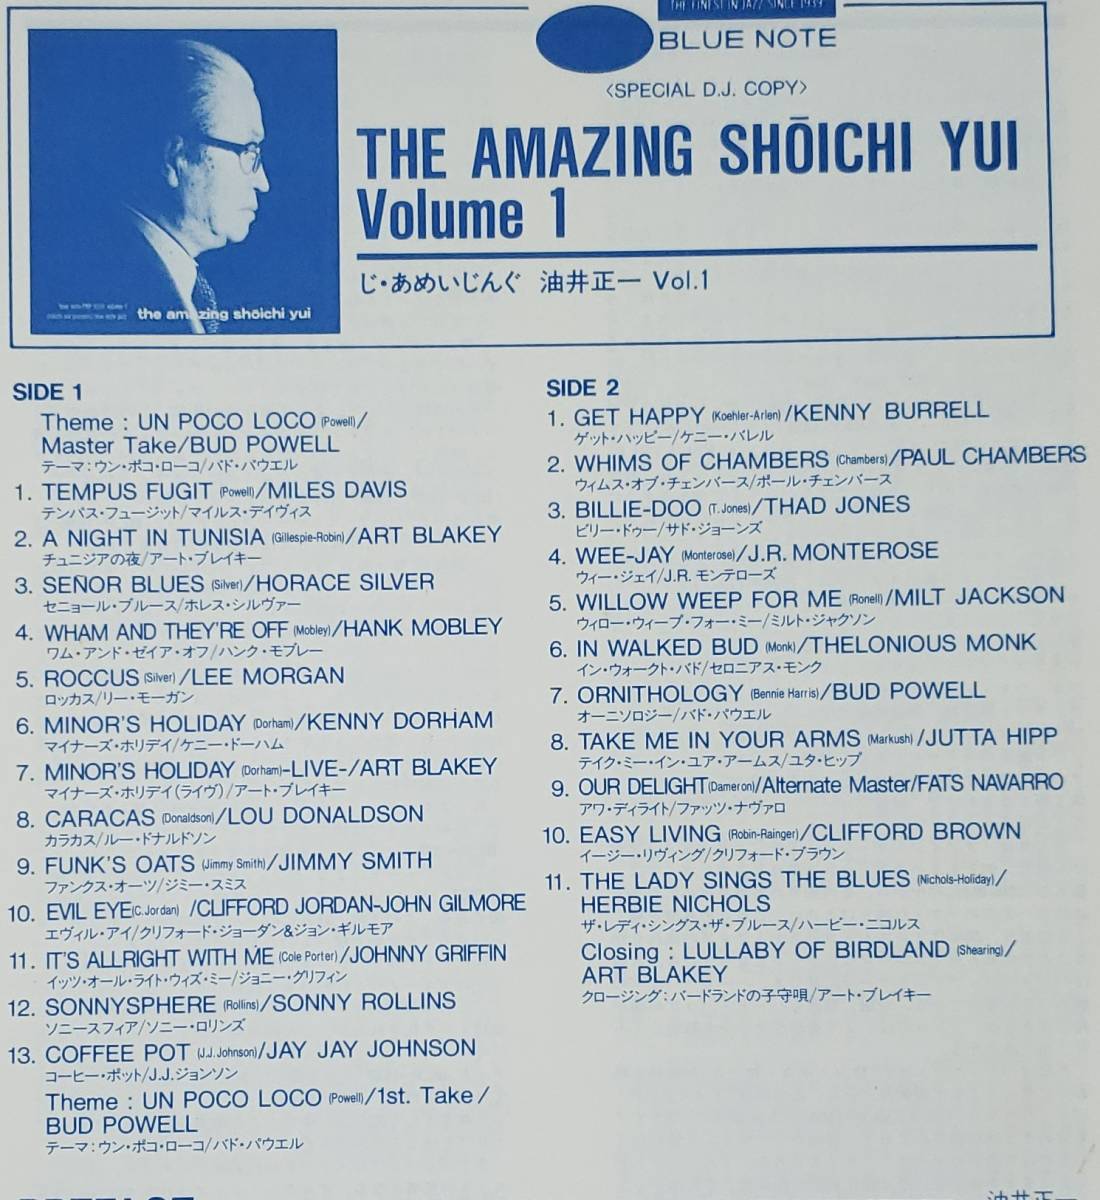 THE FINEST IN JAZZ SINCE 1939
BLUE NOTE
〈SPECIAL D.J. COPY〉
THE AMAZING SHŌICHI YUI
Volume 1
じ・あめいじんぐ 油井正一 Vol.1
the amazing shōichi yui
SIDE 1
Theme : UN POCO LOCO (Powell)/
Master Take/BUD POWELL
テーマ:ウン・ポコ・ローコ/バド・パウエル
1. TEMPUS FUGIT (Powell)/MILES DAVIS
テンパス・フュージット/マイルス・デイヴィス
2. A NIGHT IN TUNISIA (Gillespie-Robin)/ART BLAKEY
チュニジアの夜/アート・ブレイキー
3. SEÑOR BLUES (Silver)/HORACE SILVER
セニョール・ブルース/ホレス・シルヴァー
4. WHAM AND THEY'RE OFF (Mobley)/HANK MOBLEY
ワム・アンド・ゼイア・オフ/ハンク・モブレー
5. ROCCUS (Silver)/LEE MORGAN
ロッカス/リー・モーガン
6. MINOR'S HOLIDAY (Dorham)/KENNY DORHAM
マイナーズ・ホリデイ/ケニー・ドーハム
7. MINOR'S HOLIDAY (Dorham)-LIVE-/ART BLAKEY
マイナーズ・ホリデイ(ライヴ)/アート・ブレイキー
8. CARACAS (Donaldson)/LOU DONALDSON
カラカス/ルー・ドナルドソン
9. FUNK'S OATS (Jimmy Smith)/JIMMY SMITH
ファンクス・オーツ/ジミー・スミス
10. EVIL EYE(C.Jordan) /CLIFFORD JORDAN-JOHN GILMORE
エヴィル・アイ/クリフォード・ジョーダン&ジョン・ギルモア
11. IT'S ALLRIGHT WITH ME (Cole Porter)/JOHNNY GRIFFIN
イッツ・オール・ライト・ウィズ・ミー/ジョニー・グリフィン
12. SONNYSPHERE (Rollins)/SONNY ROLLINS
ソニースフィア/ソニー・ロリンズ
13. COFFEE POT (J.J.Johnson)/JAY JAY JOHNSON
コーヒー・ポット/J.J.ジョンソン
Theme : UN POCO LOCO (Powell)/1st. Take/
BUD POWELL
テーマ:ウン・ポコ・ローコ/バド・パウエル
SIDE 2
1. GET HAPPY (Koehler-Arlen)/KENNY BURRELL
ゲット・ハッピー/ケニー・バレル
2. WHIMS OF CHAMBERS (Chambers)/PAUL CHAMBERS
ウィムス・オブ・チェンバース/ポール・チェンバース
3. BILLIE-DOO (T.Jones)/THAD JONES
ビリー・ドゥー/サド・ジョーンズ
4. WEE-JAY (Monterose)/J.R. MONTEROSE
ウィー・ジェイ/J.R. モンテローズ
5. WILLOW WEEP FOR ME (Ronell)/MILT JACKSON
ウィロー・ウィープ・フォー・ミー/ミルト・ジャクソン
6. IN WALKED BUD (Monk)/THELONIOUS MONK
イン・ウォークト・バド/セロニアス・モンク
7. ORNITHOLOGY (Bennie Harris)/BUD POWELL
オーニソロジー/バド・パウエル
8. TAKE ME IN YOUR ARMS (Markush)/JUTTA HIPP
テイク・ミー・イン・ユア・アームス/ユタ・ヒップ
9. OUR DELIGHT(Dameron)/Alternate Master/FATS NAVARRO
アワ・ディライト/ファッツ・ナヴァロ
10. EASY LIVING (Robin-Rainger)/CLIFFORD BROWN
イージー・リヴィング/クリフォード・ブラウン
11. THE LADY SINGS THE BLUES (Nichols-Holiday)/
HERBIE NICHOLS
ザ・レディ・シングス・ザ・ブルース/ハービー・ニコルス
Closing : LULLABY OF BIRDLAND (Shearing)/
ART BLAKEY
クロージング:バードランドの子守唄/アート・ブレイキー
油井正一